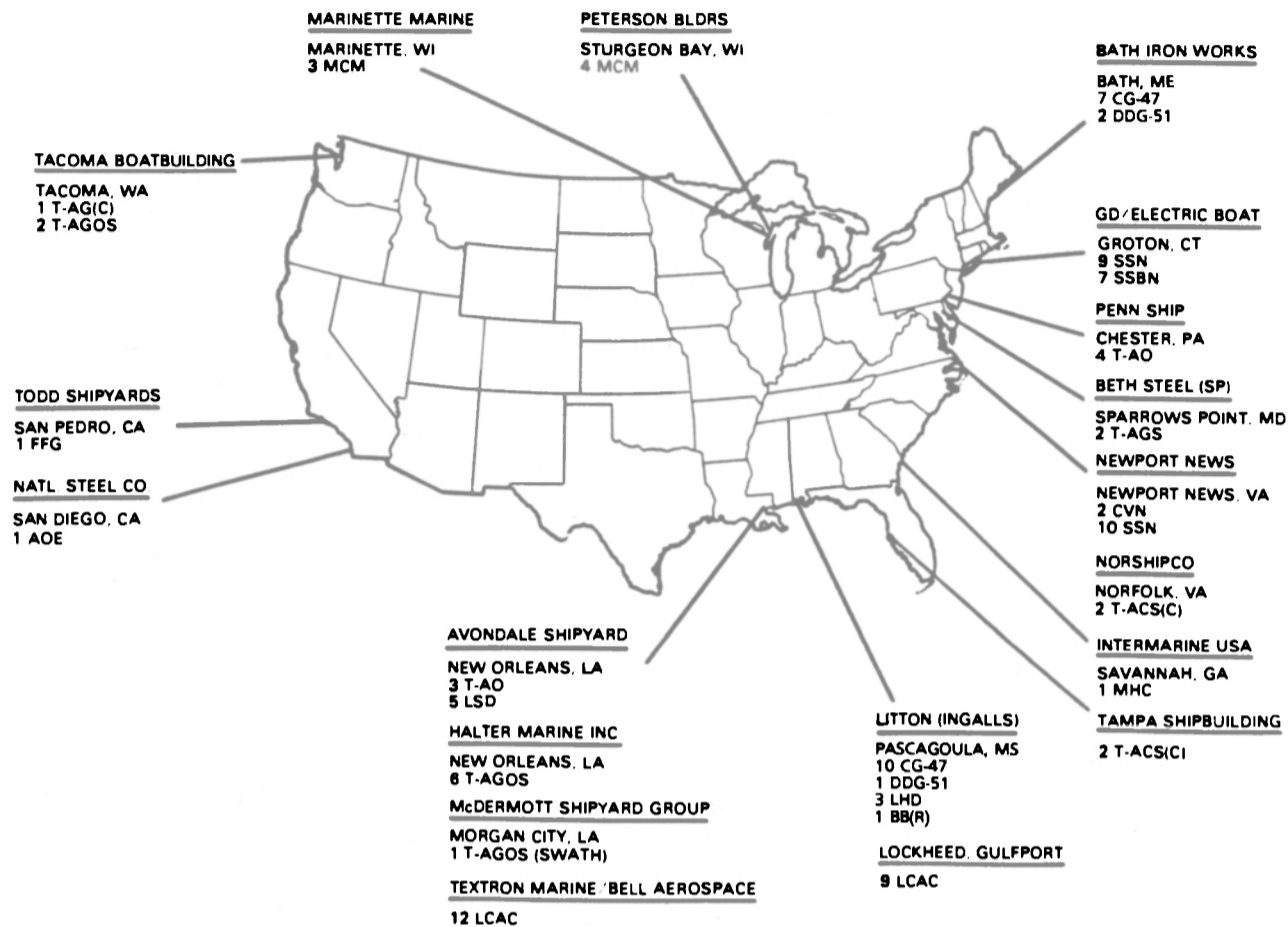 MARINETTE MARINE
MARINETTE, WI
3 MCM
PETERSON BLDRS
STURGEON BAY, WI
4 MCM
BATH IRON WORKS
BATH, ME
7 CG-47
2 DDG-51
TACOMA BOATBUILDING
TACOMA, WA
1 T-AG(C)
2 T-AGOS
GD/ELECTRIC BOAT
GROTON, CT
9 SSN
7 SSBN
PENN SHIP
CHESTER, PA
4 T-AO
BETH STEEL (SP)
SPARROWS POINT, MD
2 T-AGS
TODD SHIPYARDS
SAN PEDRO, CA
1 FFG
NATL STEEL CO
SAN DIEGO, CA
1 AOE
NEWPORT NEWS
NEWPORT NEWS, VA
2 CVN
10 SSN
NORSHIPCO
NORFOLK, VA
2 T-ACS(C)
INTERMARINE USA
SAVANNAH, GA
1 MHC
TAMPA SHIPBUILDING
2 T-ACS(CI
AVONDALE SHIPYARD
NEW ORLEANS, LA
3 T-AO
5 LSD
HALTER MARINE INC
NEW ORLEANS, LA
6 T-AGOS
McDERMOTT SHIPYARD GROUP
MORGAN CITY, LA
1 T-AGOS (SWATH)
TEXTRON MARINE/BELL AEROSPACE
12 LCAC
LITTON (INGALLS)
PASCAGOULA, MS
10 CG-47
1 DDG-51
3 LHD
1 BB(R)
LOCKHEED, GULFPORT
9 LCAC